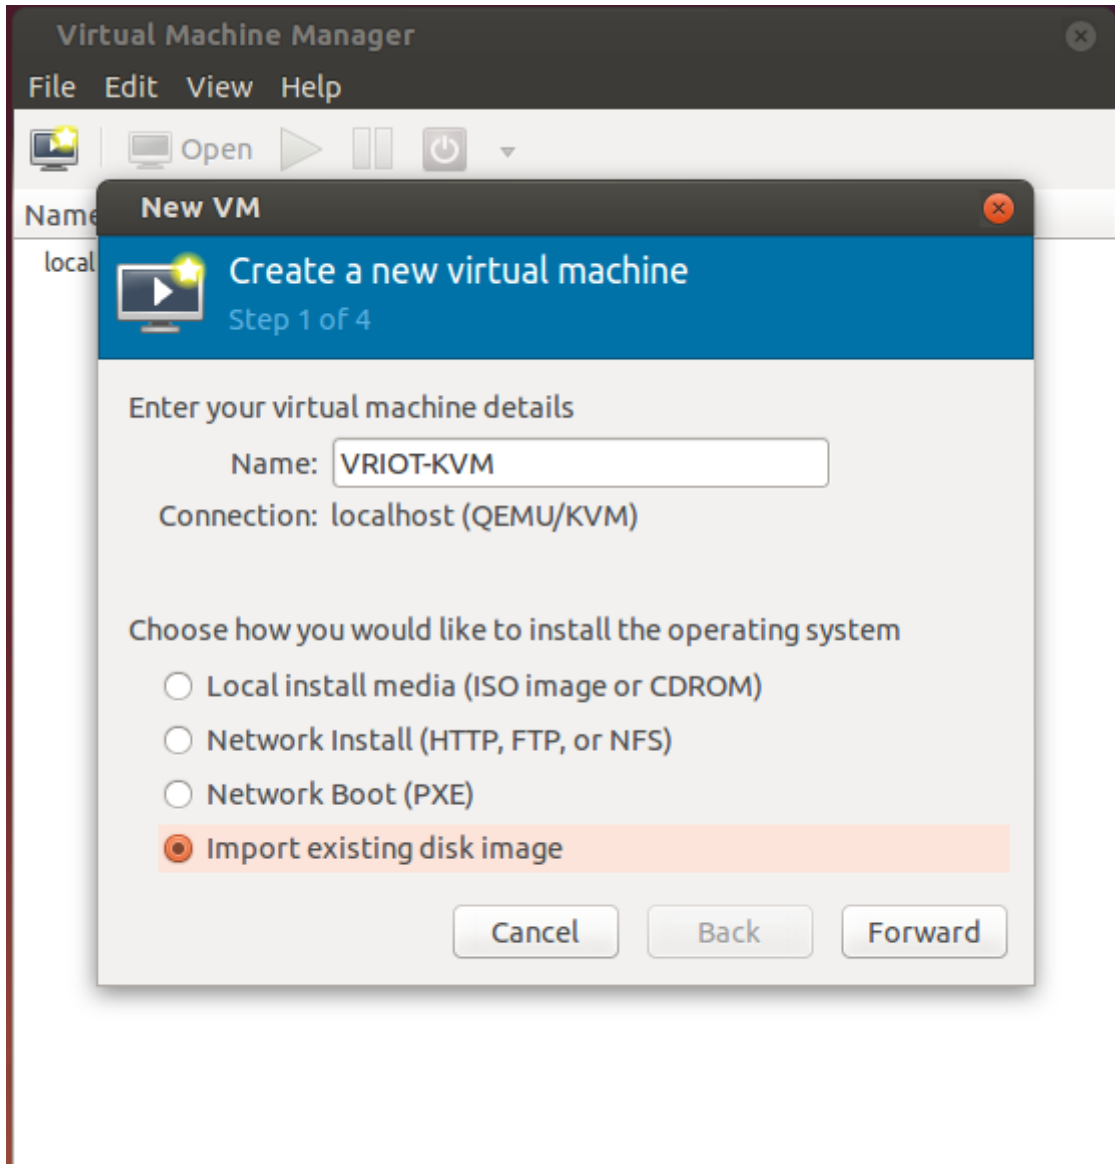 Virtual Machine Manager
File Edit View Help
Open
Name
local
New VM
Create a new virtual machine
Step 1 of 4
Enter your virtual machine details
Name: VRIOT-KVM
Connection: localhost (QEMU/KVM)
Choose how you would like to install the operating system
Local install media (ISO image or CDROM)
Network Install (HTTP, FTP, or NFS)
Network Boot (PXE)
Import existing disk image
Cancel Back Forward